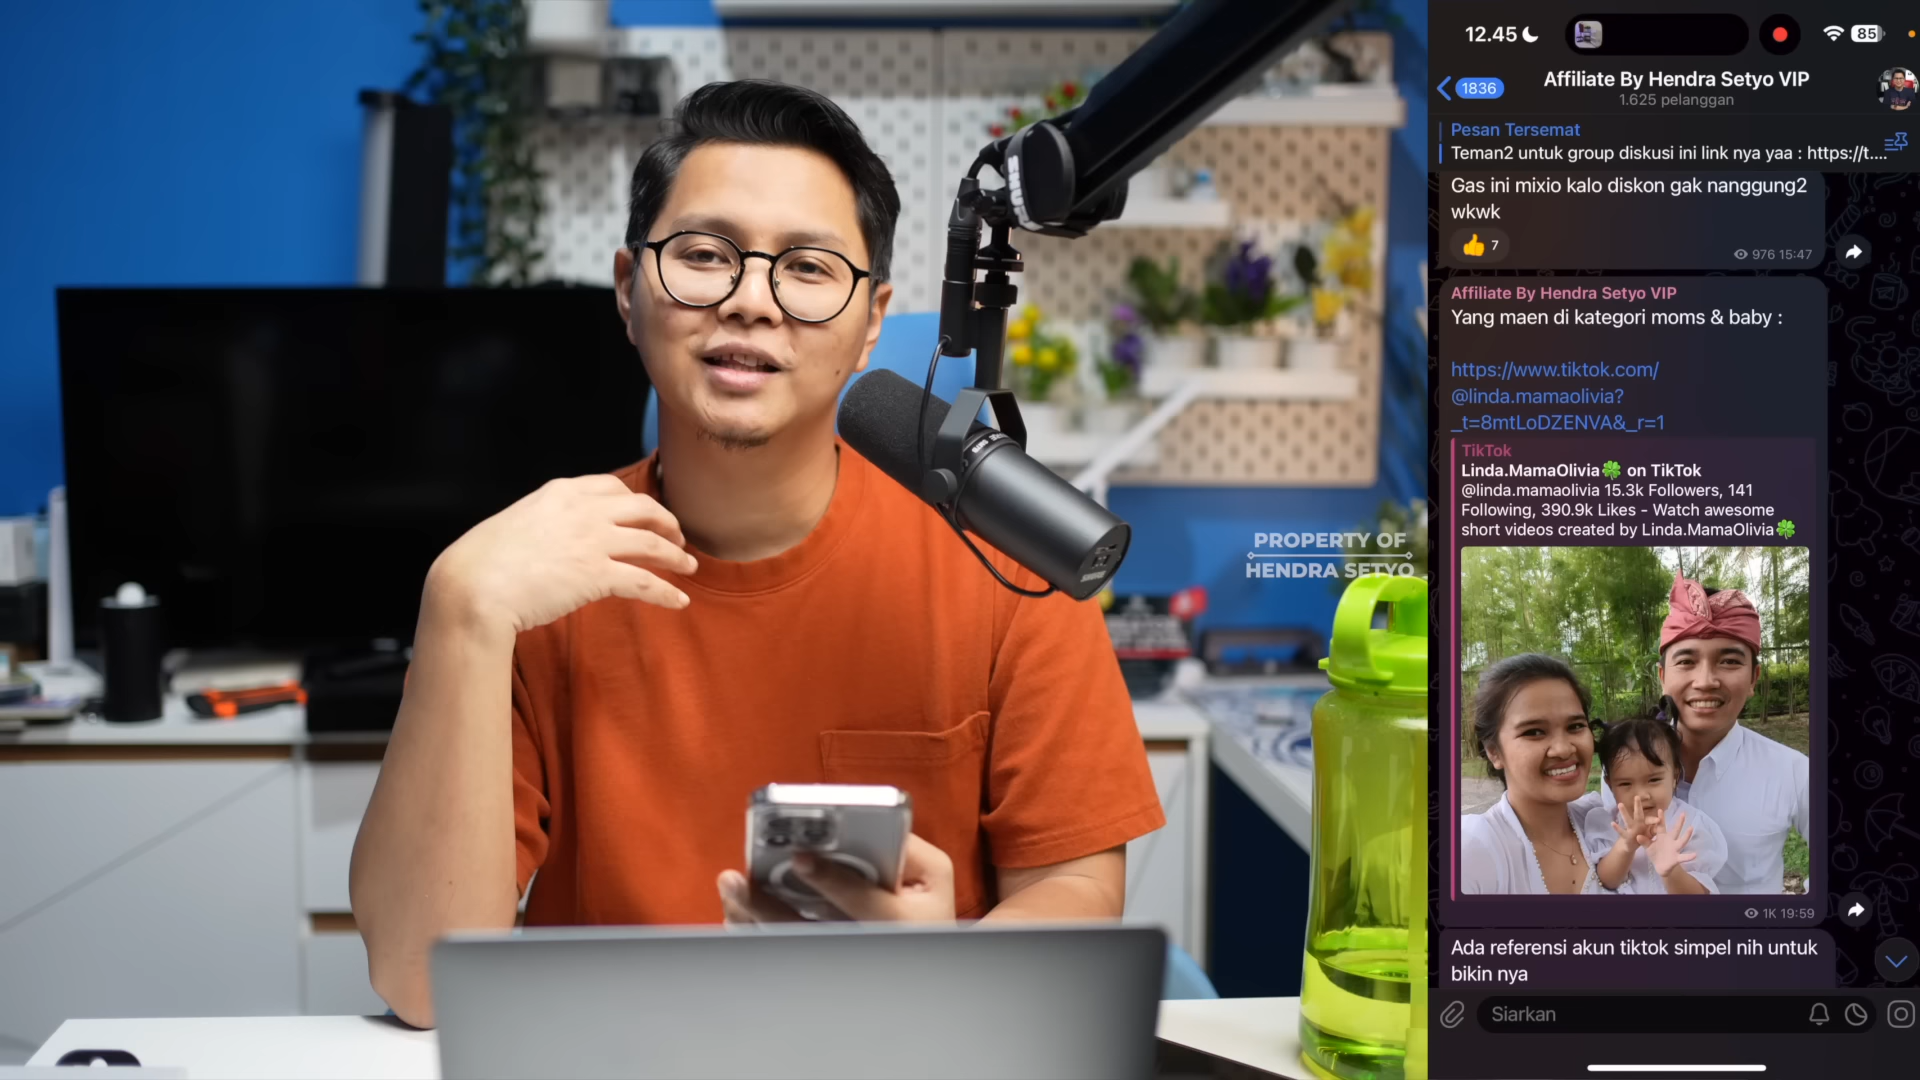 SHURE
SHURE
PROPERTY OF
HENDRA SETYO
12.45
85
1836
Affiliate By Hendra Setyo VIP
1.625 pelanggan
Pesan Tersemat
Teman2 untuk group diskusi ini link nya yaa : https://t....
Gas ini mixio kalo diskon gak nanggung2
wkwk
👍 7
976 15:47
Affiliate By Hendra Setyo VIP
Yang maen di kategori moms & baby :
https://www.tiktok.com/
@linda.mamaolivia?
_t=8mtLoDZENVA&_r=1
TikTok
Linda.MamaOlivia🍀 on TikTok
@linda.mamaolivia 15.3k Followers, 141
Following, 390.9k Likes - Watch awesome
short videos created by Linda.MamaOlivia🍀
1K 19:59
Ada referensi akun tiktok simpel nih untuk
bikin nya
Siarkan